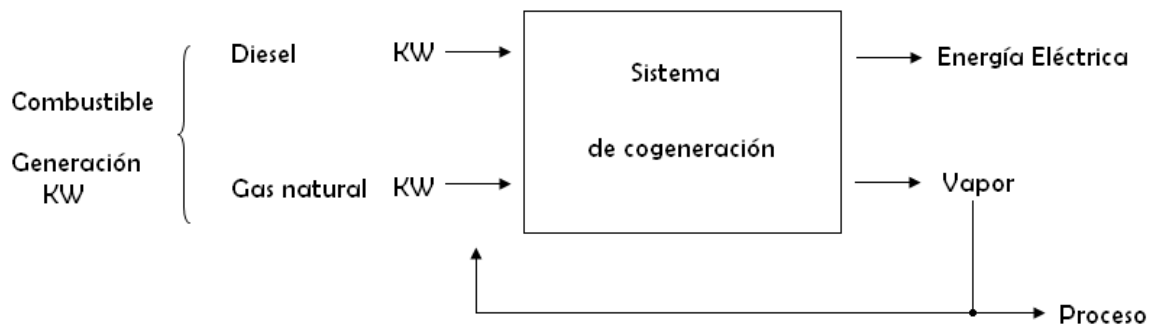 Combustible
Generación
KW
Diesel KW
Gas natural KW
Sistema
de cogeneración
Energía Eléctrica
Vapor
Proceso